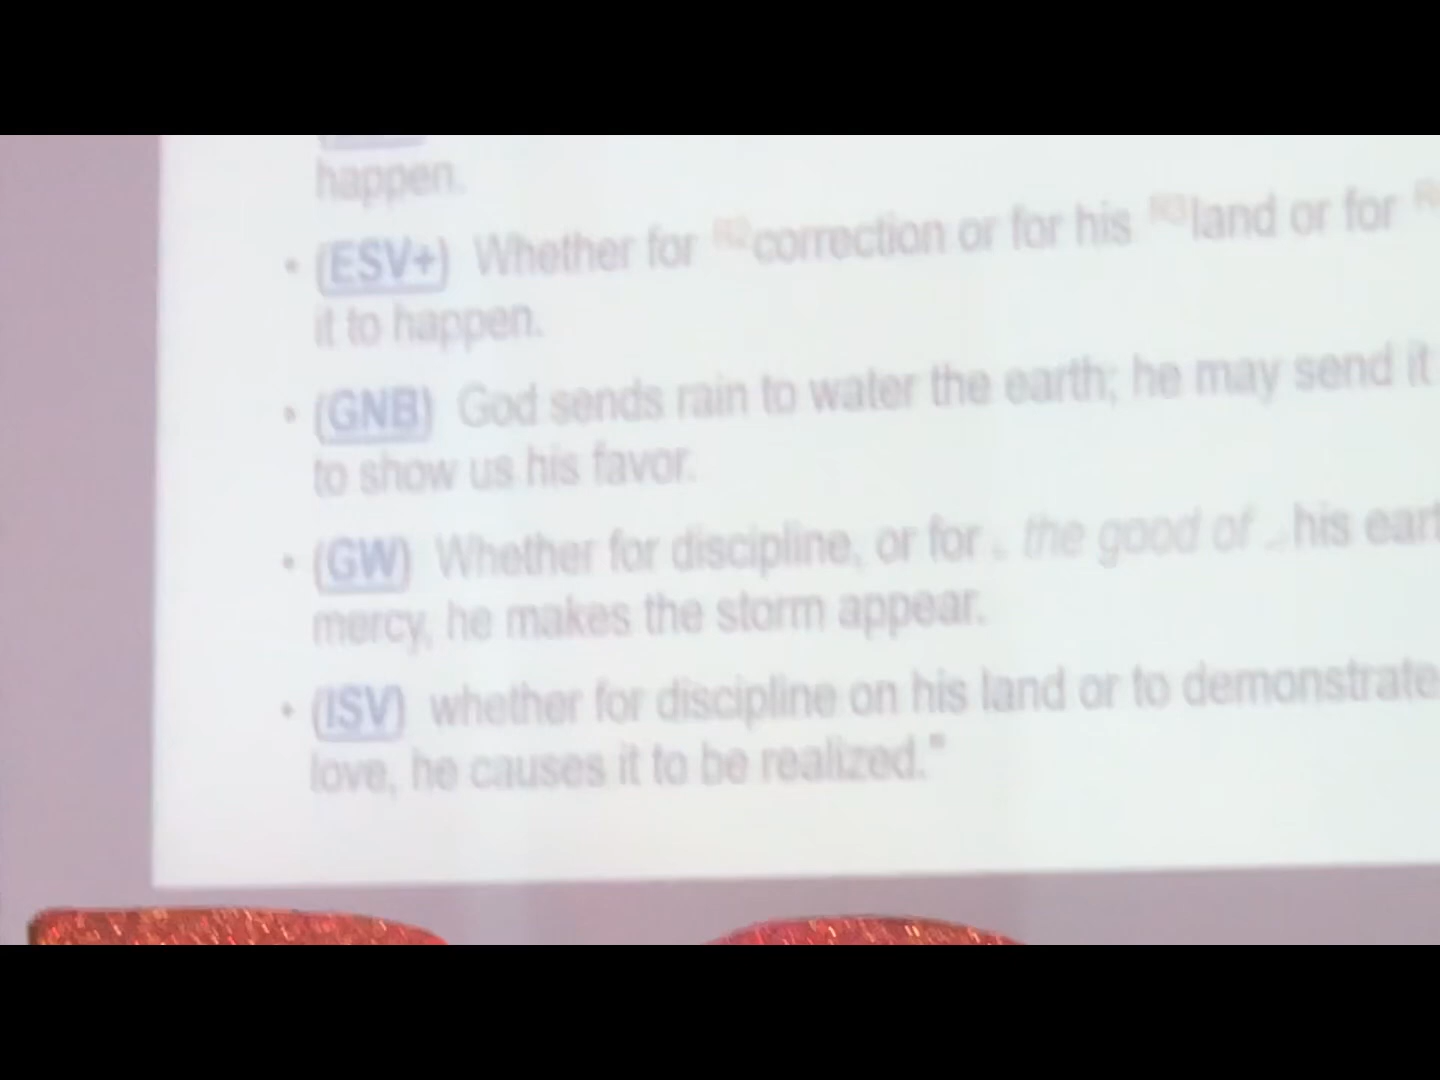 happen.
• (ESV+) Whether for R2correction or for his R3land or for
it to happen.
• (GNB) God sends rain to water the earth; he may send it
to show us his favor.
• (GW) Whether for discipline, or for ⌞ the good of ⌟ his eart
mercy, he makes the storm appear.
• (ISV) whether for discipline on his land or to demonstrate
love, he causes it to be realized."